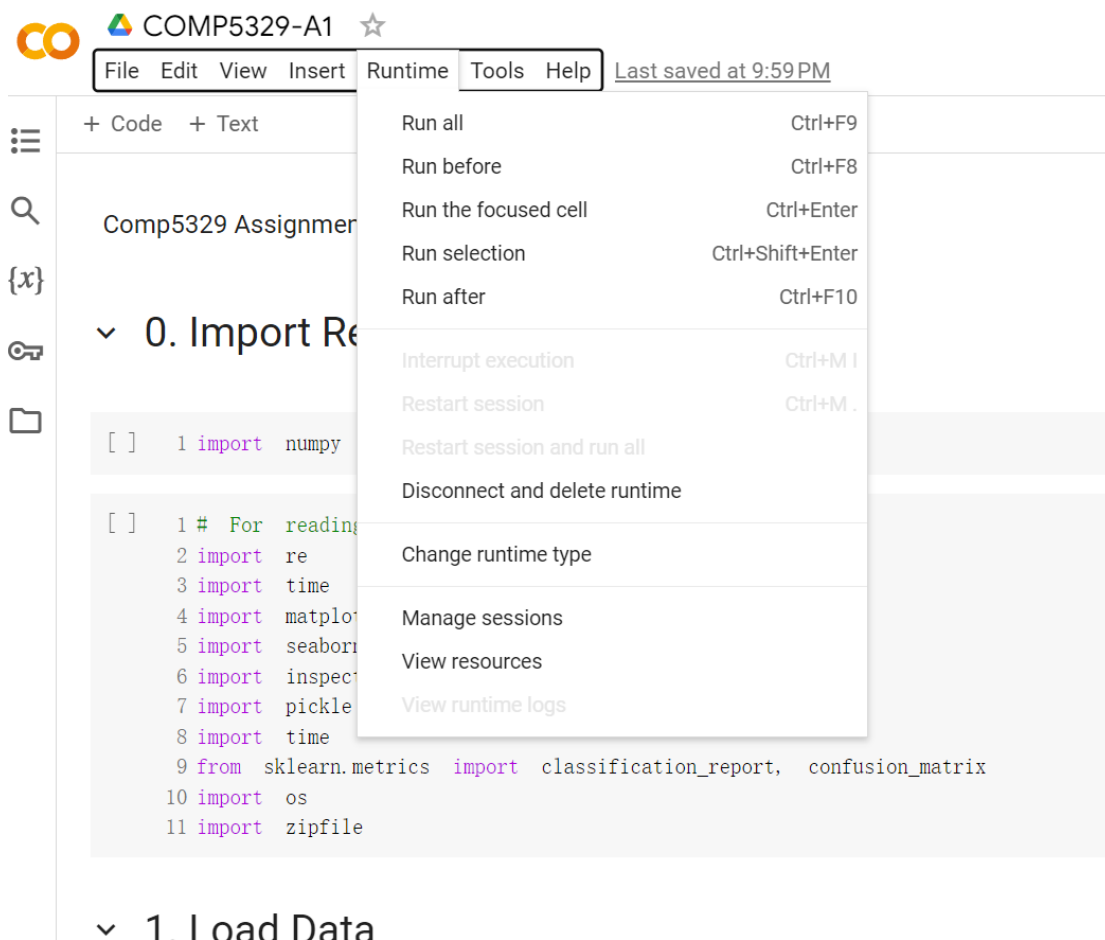 COMP5329-A1
File Edit View Insert Runtime Tools Help Last saved at 9:59 PM
+ Code + Text
Run all Ctrl+F9
Run before Ctrl+F8
Run the focused cell Ctrl+Enter
Run selection Ctrl+Shift+Enter
Run after Ctrl+F10
Interrupt execution Ctrl+M I
Restart session Ctrl+M .
Restart session and run all
Disconnect and delete runtime
Change runtime type
Manage sessions
View resources
View runtime logs
{x}
Comp5329 Assignmen
0. Import Re
[ ] 1 import numpy
[ ] 1 # For reading
2 import re
3 import time
4 import matplot
5 import seaborn
6 import inspect
7 import pickle
8 import time
9 from sklearn.metrics import classification_report, confusion_matrix
10 import os
11 import zipfile
1. Load Data